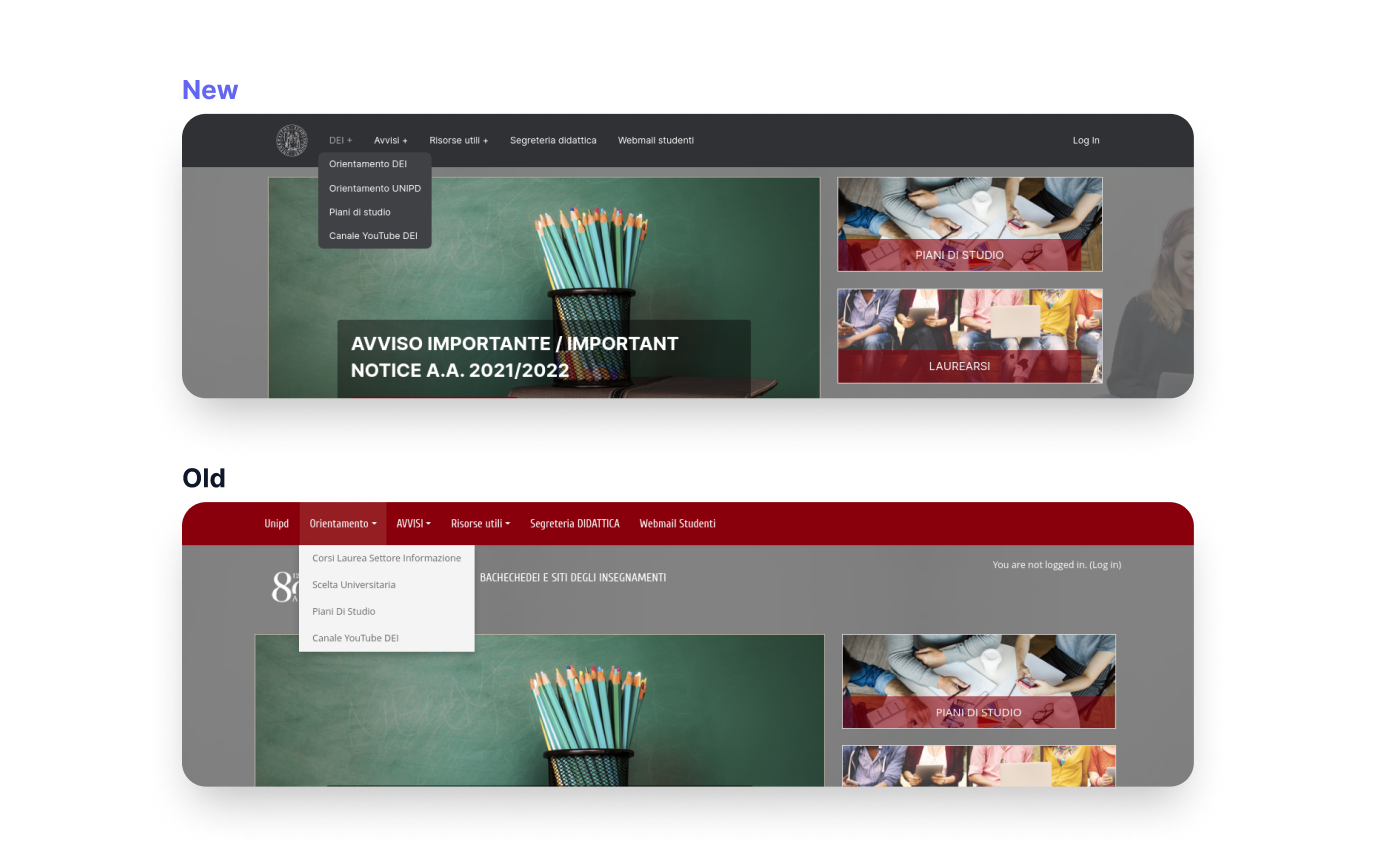 New
DEI + Avvisi + Risorse utili + Segreteria didattica Webmail studenti Log In
Orientamento DEI
Orientamento UNIPD
Piani di studio
Canale YouTube DEI
AVVISO IMPORTANTE / IMPORTANT
NOTICE A.A. 2021/2022
PIANI DI STUDIO
LAUREARSI
Old
Unipd Orientamento AVVISI Risorse utili Segreteria DIDATTICA Webmail Studenti
Corsi Laurea Settore Informazione
Scelta Universitaria
Piani Di Studio
Canale YouTube DEI
BACHECHEDEI E SITI DEGLI INSEGNAMENTI
You are not logged in. (Log in)
PIANI DI STUDIO